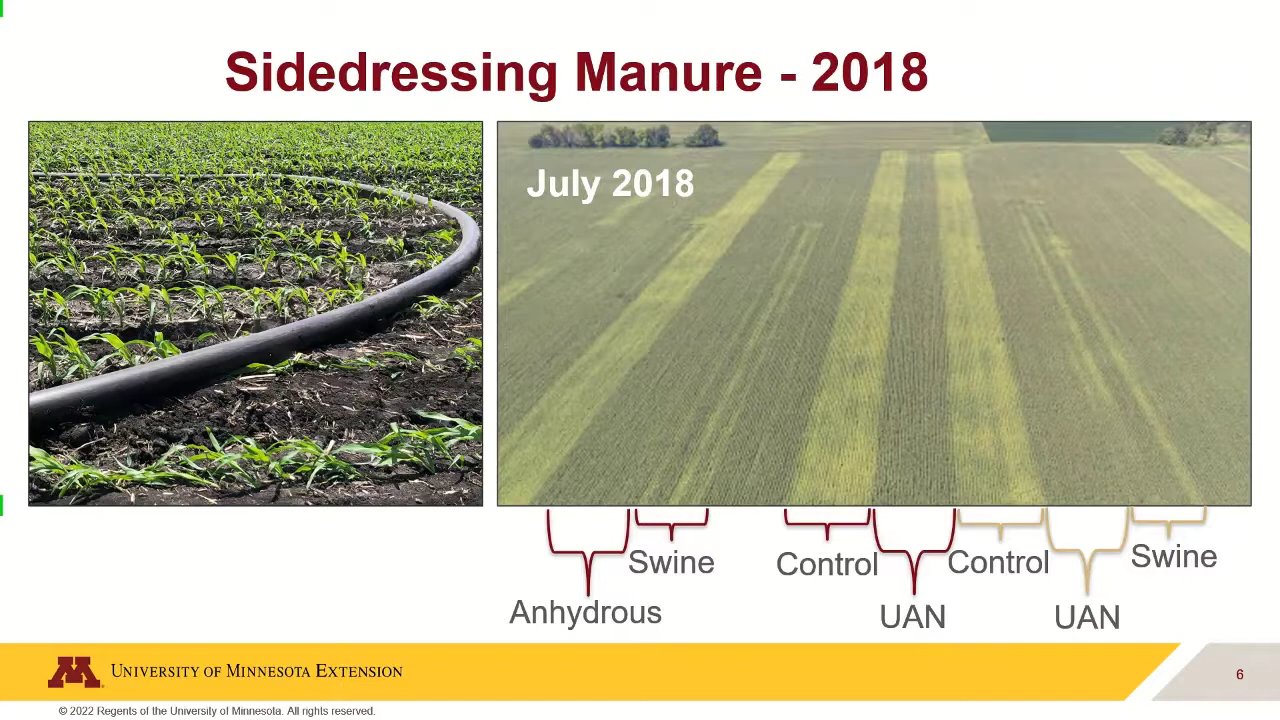 Sidedressing Manure - 2018
July 2018
Swine
Control
Control
Swine
Anhydrous
UAN
UAN
M
UNIVERSITY OF MINNESOTA EXTENSION
6
© 2022 Regents of the University of Minnesota. All rights reserved.